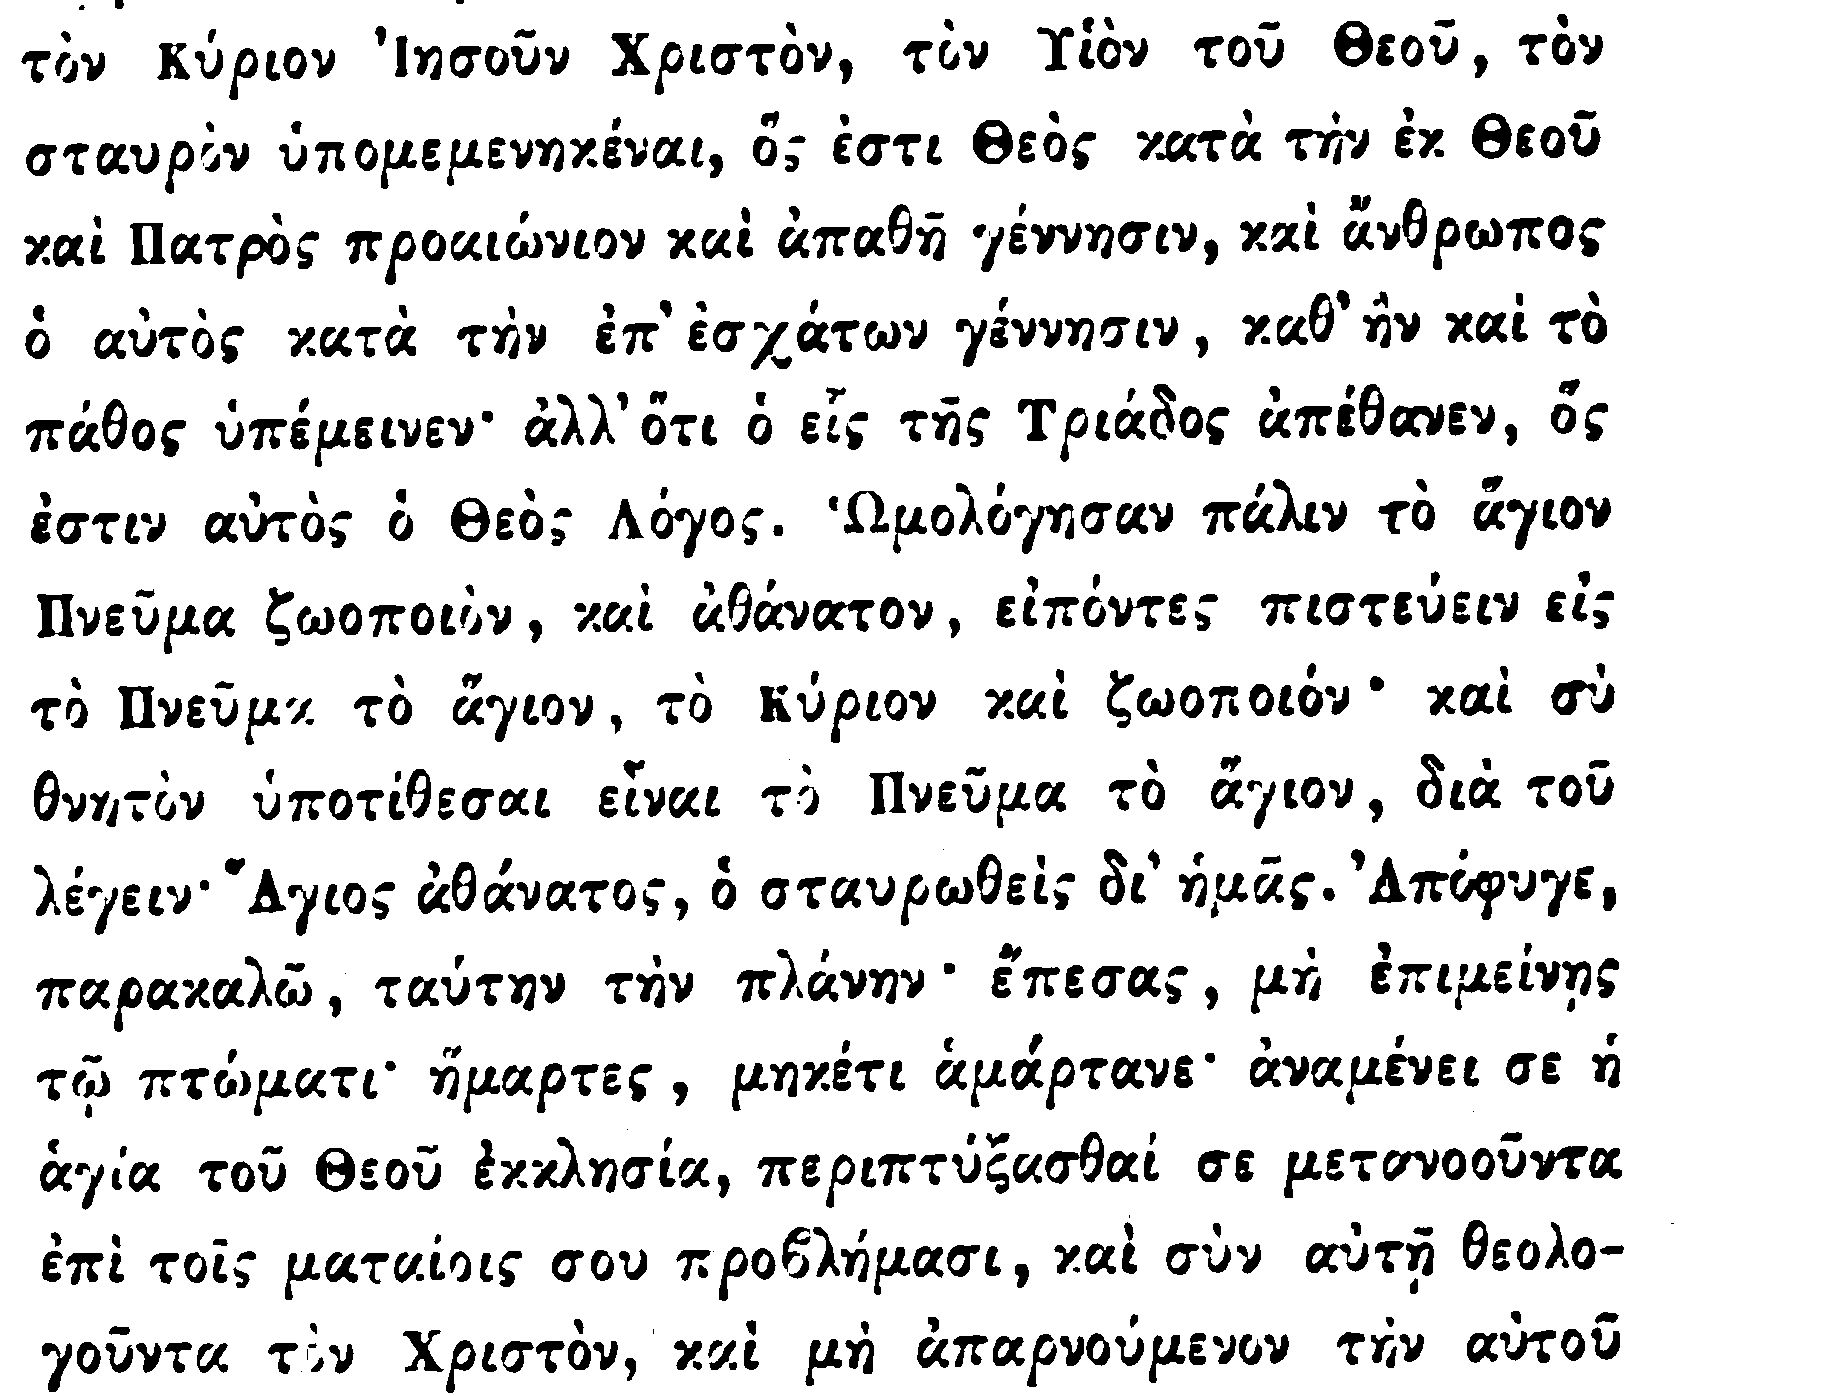 τὸν Κύριον Ἰησοῦν Χριστὸν, τὸν Υἱὸν τοῦ Θεοῦ, τὸν
σταυρὸν ὑπομεμενηκέναι, ὅς ἐστι Θεὸς κατὰ τὴν ἐκ Θεοῦ
καὶ Πατρὸς προαιώνιον καὶ ἀπαθῆ γέννησιν, καὶ ἄνθρωπος
ὁ αὐτὸς κατὰ τὴν ἐπ' ἐσχάτων γέννησιν, καθ' ἣν καὶ τὸ
πάθος ὑπέμεινεν· ἀλλ' ὅτι ὁ εἷς τῆς Τριάδος ἀπέθανεν, ὅς
ἐστιν αὐτὸς ὁ Θεὸς Λόγος. Ὡμολόγησαν πάλιν τὸ ἅγιον
Πνεῦμα ζωοποιὸν, καὶ ἀθάνατον, εἰπόντες πιστεύειν εἰς
τὸ Πνεῦμα τὸ ἅγιον, τὸ Κύριον καὶ ζωοποιόν· καὶ σὺ
θνητὸν ὑποτίθεσαι εἶναι τὸ Πνεῦμα τὸ ἅγιον, διὰ τοῦ
λέγειν· Ἅγιος ἀθάνατος, ὁ σταυρωθεὶς δι' ἡμᾶς. Ἀπόφυγε,
παρακαλῶ, ταύτην τὴν πλάνην· ἔπεσας, μὴ ἐπιμείνῃς
τῷ πτώματι· ἥμαρτες, μηκέτι ἁμάρτανε· ἀναμένει σε ἡ
ἁγία τοῦ Θεοῦ ἐκκλησία, περιπτύξασθαί σε μετανοοῦντα
ἐπὶ τοῖς ματαίοις σου προϐλήμασι, καὶ σὺν αὐτῇ θεολο-
γοῦντα τὸν Χριστὸν, καὶ μὴ ἀπαρνούμενον τὴν αὐτοῦ